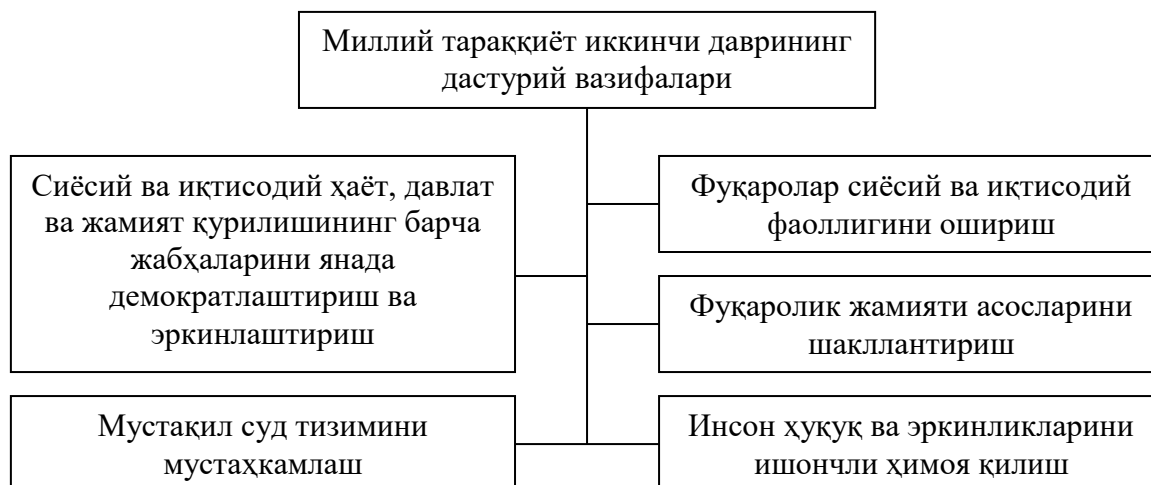 Миллий тараққиёт иккинчи даврининг
дастурий вазифалари
Сиёсий ва иқтисодий ҳаёт, давлат
ва жамият қурилишининг барча
жабҳаларини янада
демократлаштириш ва
эркинлаштириш
Мустақил суд тизимини
мустаҳкамлаш
Фуқаролар сиёсий ва иқтисодий
фаоллигини ошириш
Фуқаролик жамияти асосларини
шакллантириш
Инсон ҳуқуқ ва эркинликларини
ишончли ҳимоя қилиш